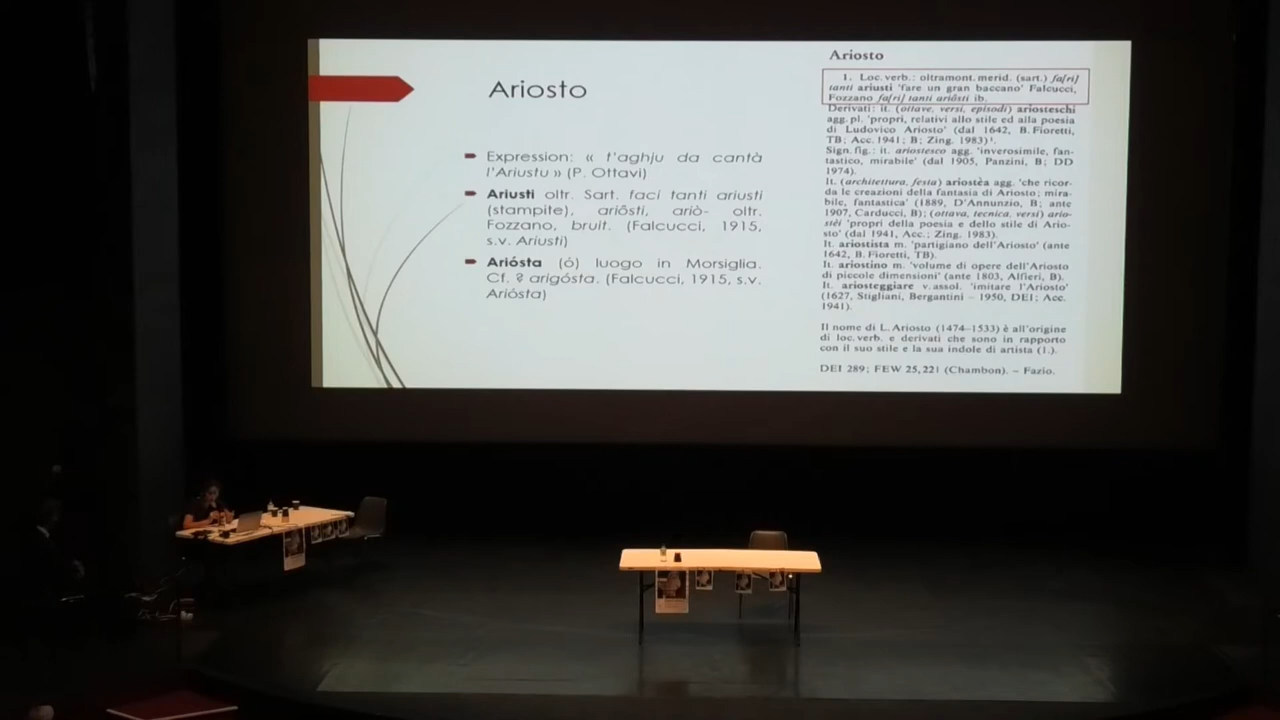 Ariosto
Expression: « t'aghju da cantà
l'Ariustu » (P. Ottavi)
Ariusti oltr. Sart. faci tanti ariusti
(stampite), ariôsti, ariò- oltr.
Fozzano, bruit. (Falcucci, 1915,
s.v. Ariusti)
Ariósta (ó) luogo in Morsiglia.
Cf. ? arigósta. (Falcucci, 1915, s.v.
Ariósta)
Ariosto
1. Loc. verb.: oltramont. merid. (sart.) fa[ri]
tanti ariusti 'fare un gran baccano' Falcucci,
Fozzano fa[ri] tanti ariôsti ib.
Derivati: it. (ottave, versi, episodi) ariosteschi
agg. pl. 'propri, relativi allo stile ed alla poesia
di Ludovico Ariosto' (dal 1642, B. Fioretti,
TB; Acc. 1941; B; Zing. 1983)¹.
Sign. fig.: it. ariostesco agg. 'inverosimile, fan-
tastico, mirabile' (dal 1905, Panzini, B; DD
1974).
It. (architettura, festa) ariostèa agg. 'che ricor-
da le creazioni della fantasia di Ariosto; mira-
bile, fantastica' (1889, D'Annunzio, B; ante
1907, Carducci, B); (ottava, tecnica, versi) ario-
stèi 'propri della poesia e dello stile di Ario-
sto' (dal 1941, Acc.; Zing. 1983).
It. ariostista m. 'partigiano dell'Ariosto' (ante
1642, B. Fioretti, TB).
It. ariostino m. 'volume di opere dell'Ariosto
di piccole dimensioni' (ante 1803, Alfieri, B).
It. ariosteggiare v. assol. 'imitare l'Ariosto'
(1627, Stigliani, Bergantini – 1950, DEI; Acc.
1941).
Il nome di L. Ariosto (1474–1533) è all'origine
di loc. verb. e derivati che sono in rapporto
con il suo stile e la sua indole di artista (1.).
DEI 289; FEW 25,221 (Chambon). – Fazio.